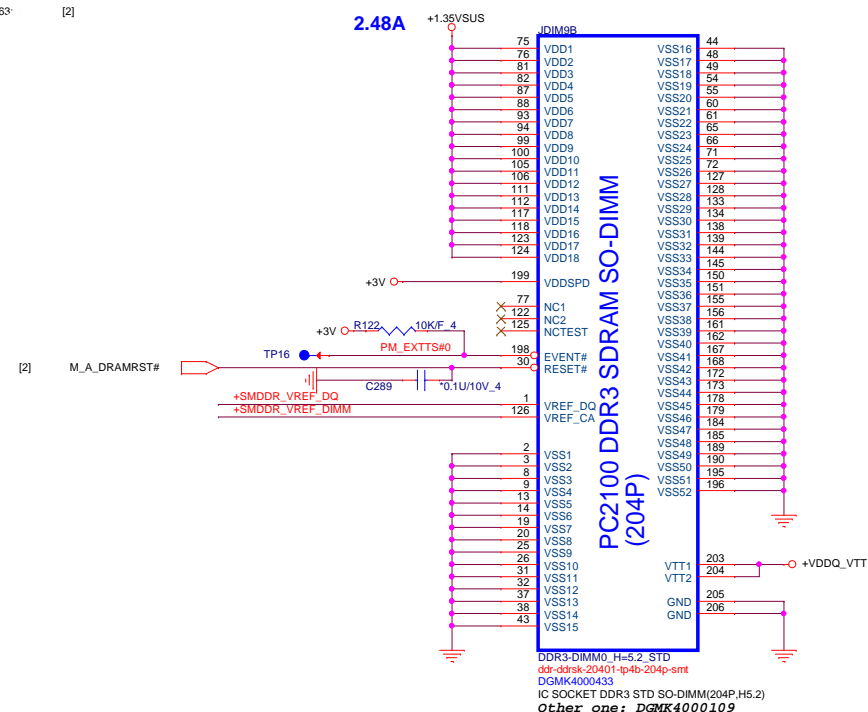 63
[2]
2.48A
+1.35VSUS
JDIM9B
75 VDD1 VSS16 44
76 VDD2 VSS17 48
81 VDD3 VSS18 49
82 VDD4 VSS19 54
87 VDD5 VSS20 55
88 VDD6 VSS21 60
93 VDD7 VSS22 61
94 VDD8 VSS23 65
99 VDD9 VSS24 66
100 VDD10 VSS25 71
105 VDD11 VSS26 72
106 VDD12 VSS27 127
111 VDD13 VSS28 128
112 VDD14 VSS29 133
117 VDD15 VSS30 134
118 VDD16 VSS31 138
123 VDD17 VSS32 139
124 VDD18 VSS33 144
VSS34 145
+3V 199 VDDSPD VSS35 150
VSS36 151
77 NC1 VSS37 155
122 NC2 VSS38 156
125 NCTEST VSS39 161
+3V R122 10K/F_4 VSS40 162
TP16 PM_EXTTS#0 198 EVENT# VSS41 167
[2] M_A_DRAMRST# 30 RESET# VSS42 168
VSS43 172
C289 *0.1U/10V_4 VSS44 173
+SMDDR_VREF_DQ 1 VREF_DQ VSS45 178
+SMDDR_VREF_DIMM 126 VREF_CA VSS46 179
VSS47 184
VSS48 185
2 VSS1 VSS49 189
3 VSS2 VSS50 190
8 VSS3 VSS51 195
9 VSS4 VSS52 196
13 VSS5
14 VSS6
19 VSS7
20 VSS8
25 VSS9
26 VSS10 VTT1 203
31 VSS11 VTT2 204
+VDDQ_VTT
32 VSS12
37 VSS13 GND 205
38 VSS14 GND 206
43 VSS15
PC2100 DDR3 SDRAM SO-DIMM
(204P)
DDR3-DIMM0_H=5.2_STD
ddr-ddrsk-20401-tp4b-204p-smt
DGMK4000433
IC SOCKET DDR3 STD SO-DIMM(204P,H5.2)
Other one: DGMK4000109